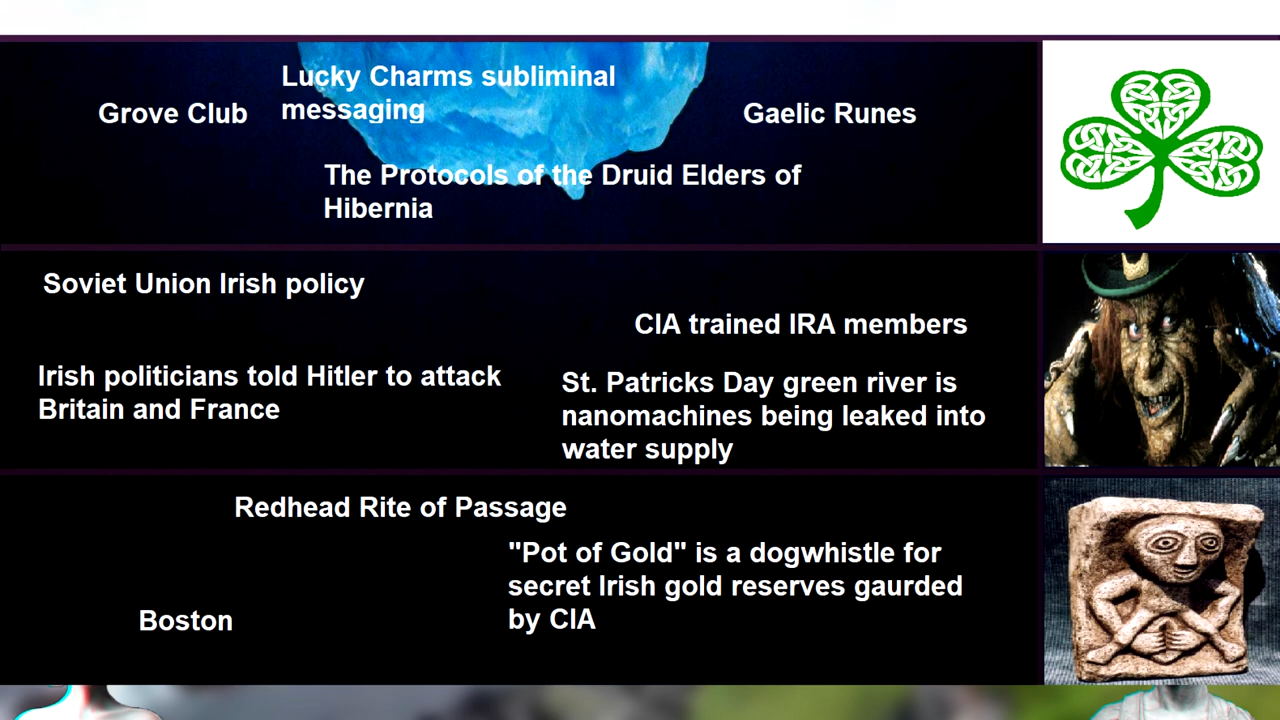 Lucky Charms subliminal
messaging
Grove Club
Gaelic Runes
The Protocols of the Druid Elders of
Hibernia
Soviet Union Irish policy
CIA trained IRA members
Irish politicians told Hitler to attack
Britain and France
St. Patricks Day green river is
nanomachines being leaked into
water supply
Redhead Rite of Passage
"Pot of Gold" is a dogwhistle for
secret Irish gold reserves gaurded
by CIA
Boston